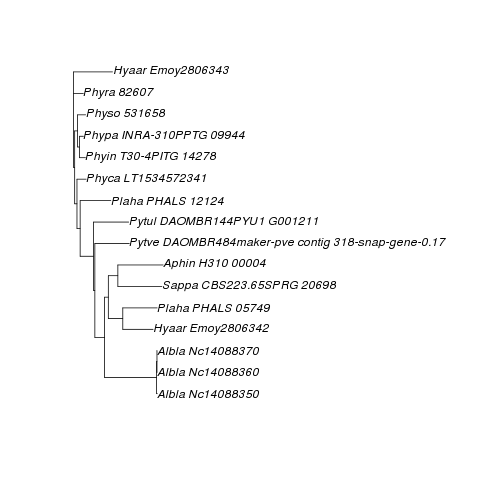 Hyaar Emoy2806343
Phyra 82607
Physo 531658
Phypa INRA-310PPTG 09944
Phyin T30-4PITG 14278
Phyca LT1534572341
Plaha PHALS 12124
Pytul DAOMBR144PYU1 G001211
Pytve DAOMBR484maker-pve contig 318-snap-gene-0.17
Aphin H310 00004
Sappa CBS223.65SPRG 20698
Plaha PHALS 05749
Hyaar Emoy2806342
Albla Nc14088370
Albla Nc14088360
Albla Nc14088350